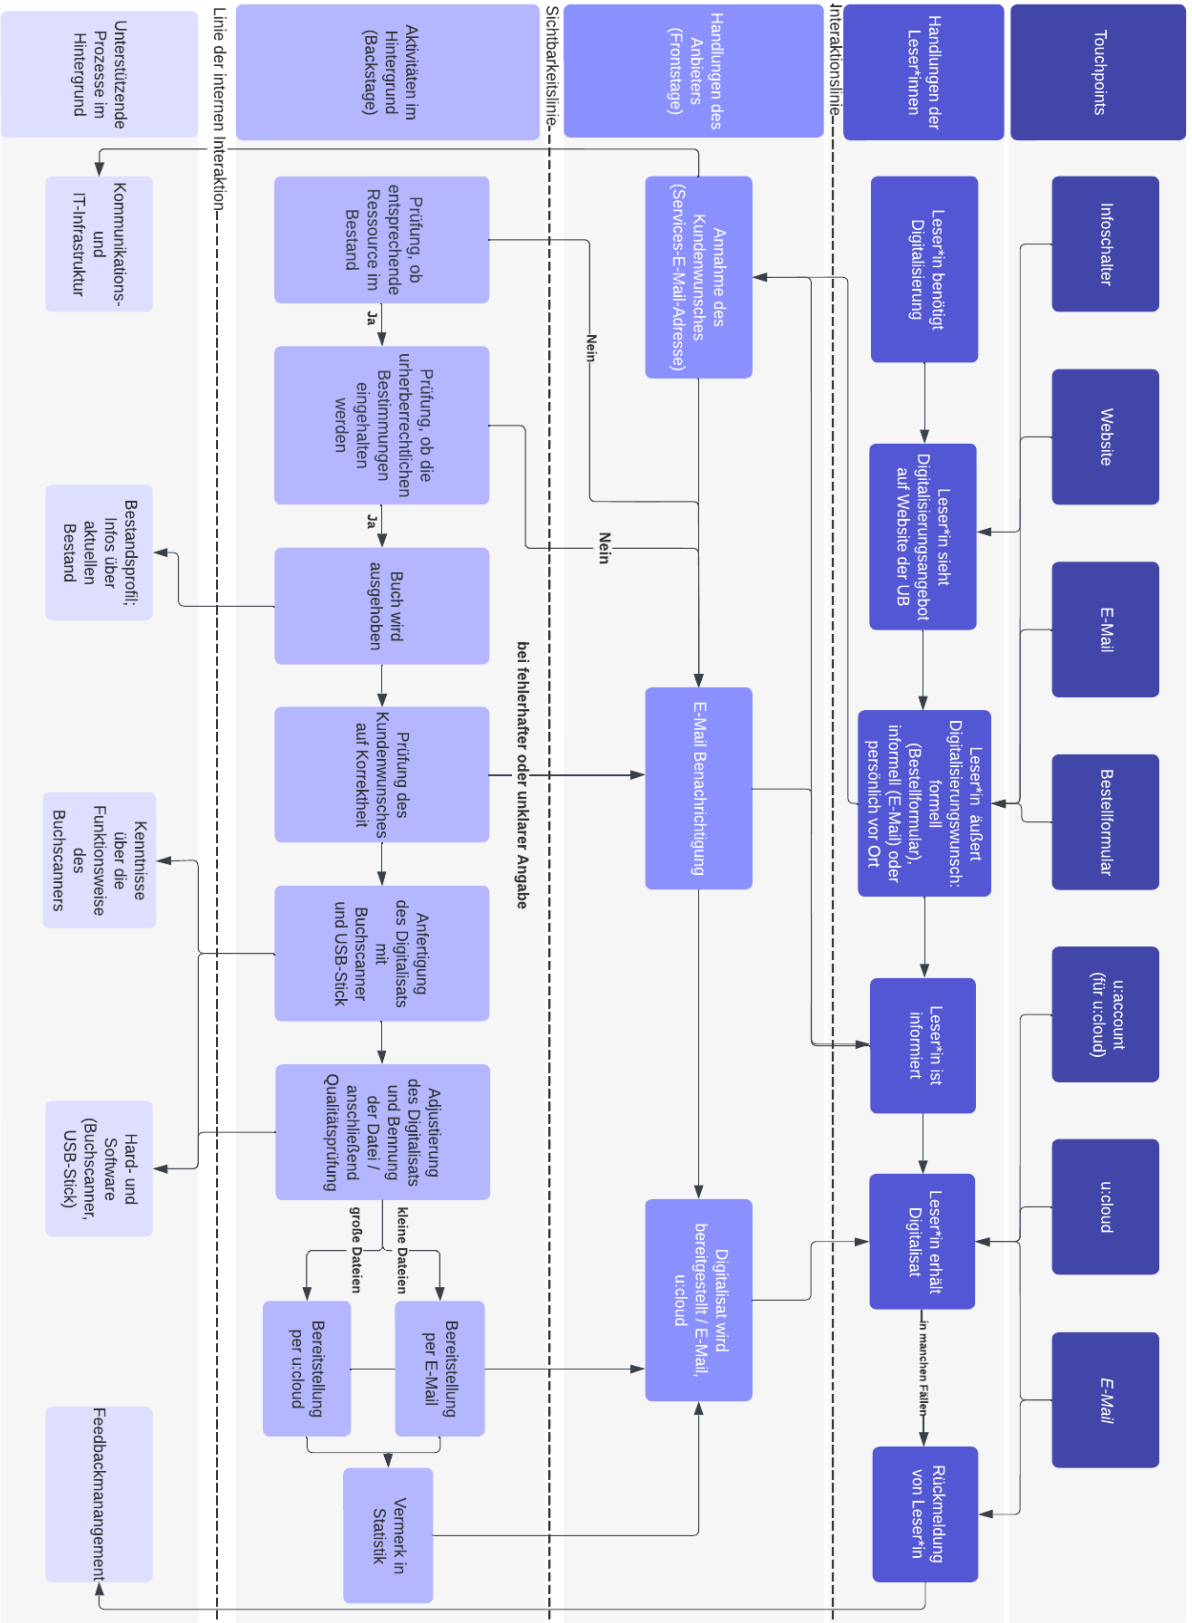 Touchpoints
Infoschalter
Website
E-Mail
Bestellformular
u:account
(für u:cloud)
u:cloud
E-Mail
Handlungen der
Leser*innen
Leser*in benötigt
Digitalisierung
Leser*in sieht
Digitalisierungsangebot
auf Website der UB
Leser*in äußert
Digitalisierungswunsch:
formell
(Bestellformular),
informell (E-Mail) oder
persönlich vor Ort
Leser*in ist
informiert
Leser*in erhält
Digitalisat
in manchen Fällen
Rückmeldung
von Leser*in
Interaktionslinie
Handlungen des
Anbieters
(Frontstage)
Annahme des
Kundenwunsches
(Services-E-Mail-Adresse)
E-Mail Benachrichtigung
Digitalisat wird
bereitgestellt / E-Mail,
u:cloud
Nein
Nein
bei fehlerhafter oder unklarer Angabe
Sichtbarkeitslinie
Aktivitäten im
Hintergrund
(Backstage)
Prüfung, ob
entsprechende
Ressource im
Bestand
Ja
Prüfung, ob die
urherberrechtlichen
Bestimmungen
eingehalten
werden
Ja
Buch wird
ausgehoben
Prüfung des
Kundenwunsches
auf Korrektheit
Anfertigung
des Digitalisats
mit
Buchscanner
und USB-Stick
Adjustierung
des Digitalisats
und Bennung
der Datei /
anschließend
Qualitätsprüfung
kleine Dateien
große Dateien
Bereitstellung
per E-Mail
Bereitstellung
per u:cloud
Vermerk in
Statistik
Linie der internen Interaktion
Unterstützende
Prozesse im
Hintergrund
Kommunikations-
und
IT-Infrastruktur
Bestandsprofil;
Infos über
aktuellen
Bestand
Kenntnisse
über die
Funktionsweise
des
Buchscanners
Hard- und
Software
(Buchscanner,
USB-Stick)
Feedbackmanangement